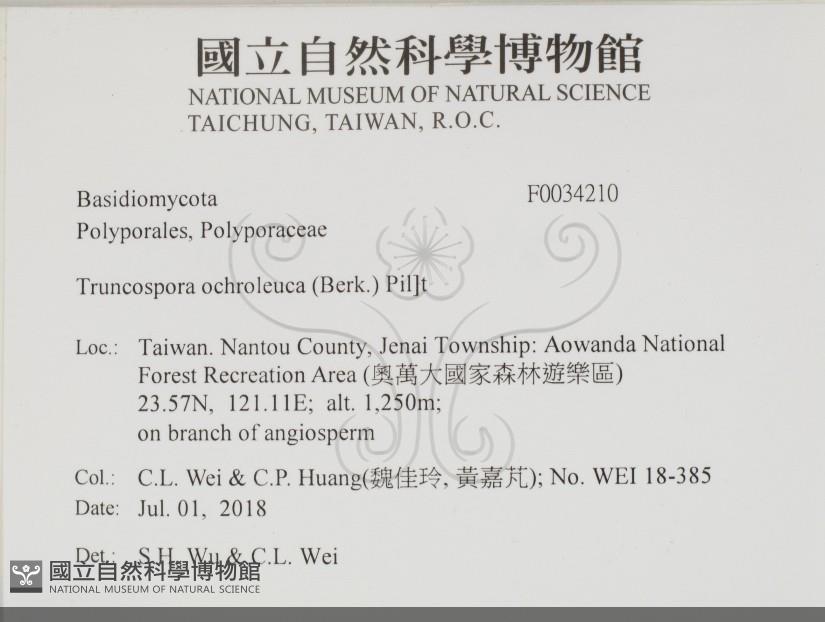 國立自然科學博物館
NATIONAL MUSEUM OF NATURAL SCIENCE
TAICHUNG, TAIWAN, R.O.C.
Basidiomycota F0034210
Polyporales, Polyporaceae
Truncospora ochroleuca (Berk.) Pil]t
Loc.: Taiwan. Nantou County, Jenai Township: Aowanda National
Forest Recreation Area (奧萬大國家森林遊樂區)
23.57N, 121.11E; alt. 1,250m;
on branch of angiosperm
Col.: C.L. Wei & C.P. Huang(魏佳玲, 黃嘉芃); No. WEI 18-385
Date: Jul. 01, 2018
Det.: S.H. Wu & C.L. Wei
國立自然科學博物館
NATIONAL MUSEUM OF NATURAL SCIENCE